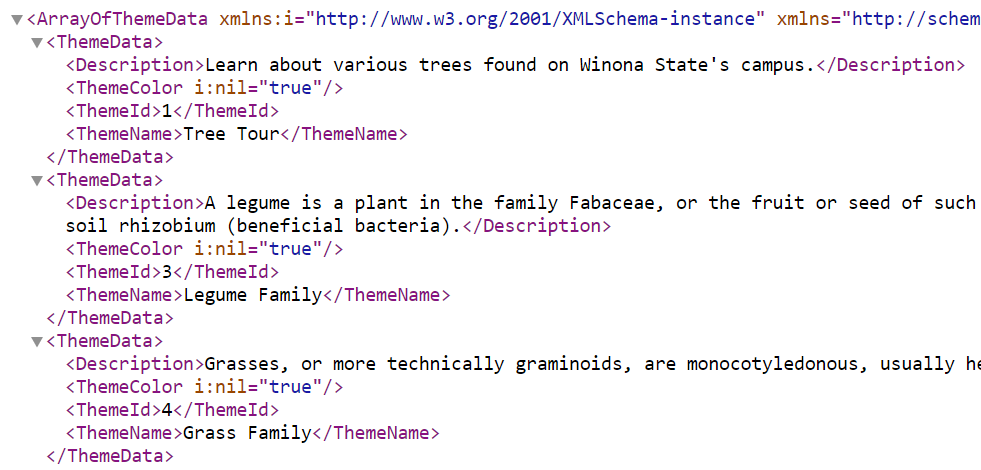 ▼<ArrayOfThemeData xmlns:i="http://www.w3.org/2001/XMLSchema-instance" xmlns="http://schem
▼<ThemeData>
<Description>Learn about various trees found on Winona State's campus.</Description>
<ThemeColor i:nil="true"/>
<ThemeId>1</ThemeId>
<ThemeName>Tree Tour</ThemeName>
</ThemeData>
▼<ThemeData>
<Description>A legume is a plant in the family Fabaceae, or the fruit or seed of such
soil rhizobium (beneficial bacteria).</Description>
<ThemeColor i:nil="true"/>
<ThemeId>3</ThemeId>
<ThemeName>Legume Family</ThemeName>
</ThemeData>
▼<ThemeData>
<Description>Grasses, or more technically graminoids, are monocotyledonous, usually he
<ThemeColor i:nil="true"/>
<ThemeId>4</ThemeId>
<ThemeName>Grass Family</ThemeName>
</ThemeData>